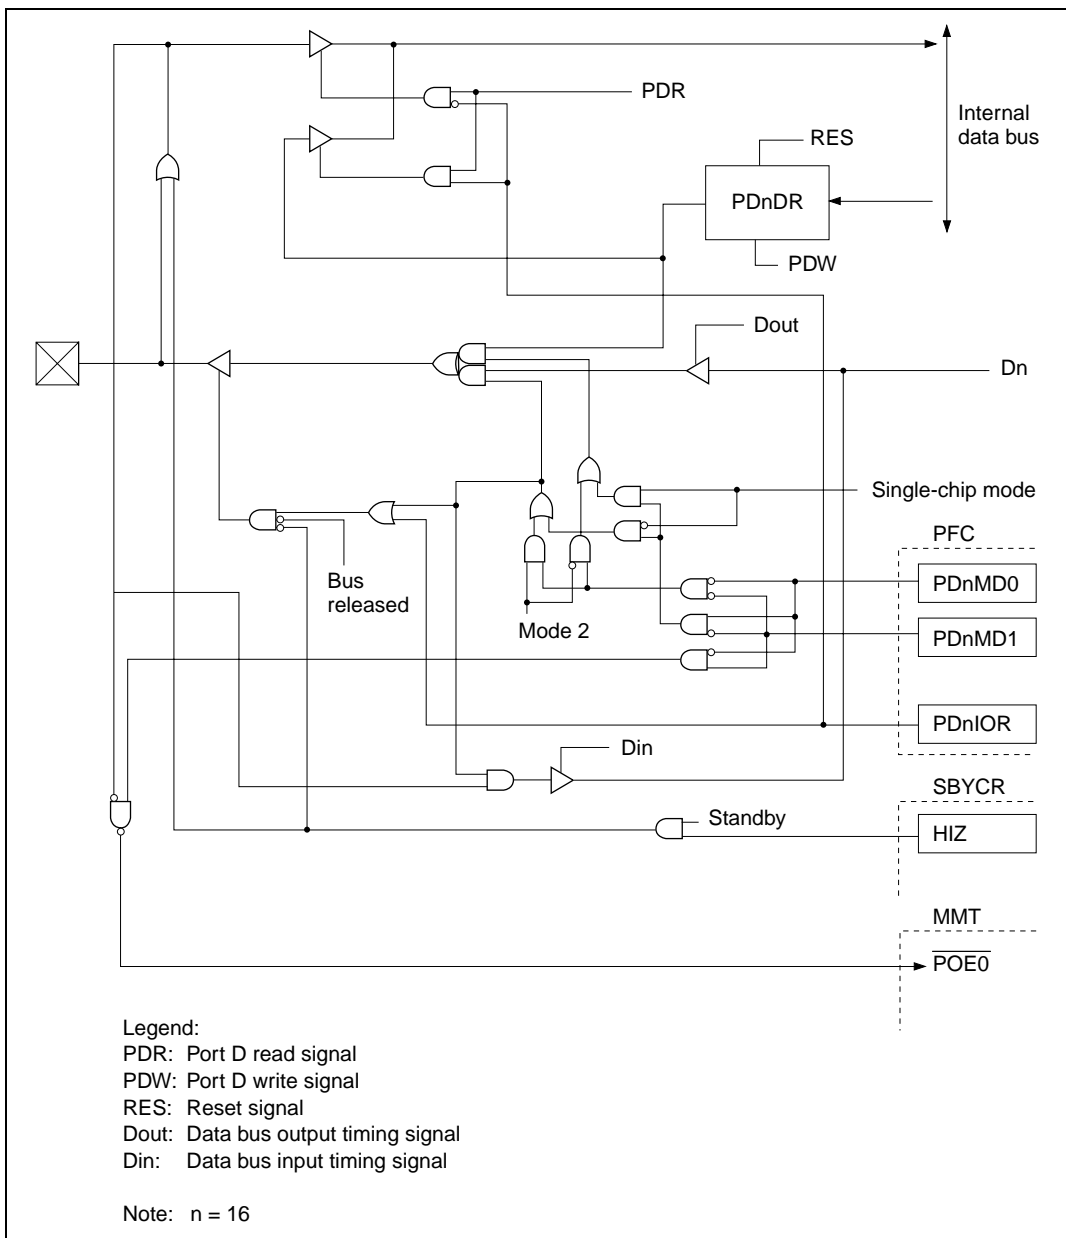 PDR
Internal
data bus
RES
PDnDR
PDW
Dout
Dn
Single-chip mode
PFC
Bus
released
PDnMD0
Mode 2
PDnMD1
PDnIOR
Din
SBYCR
Standby
HIZ
MMT
P̅O̅E̅0̅
Legend:
PDR: Port D read signal
PDW: Port D write signal
RES: Reset signal
Dout: Data bus output timing signal
Din: Data bus input timing signal
Note: n = 16